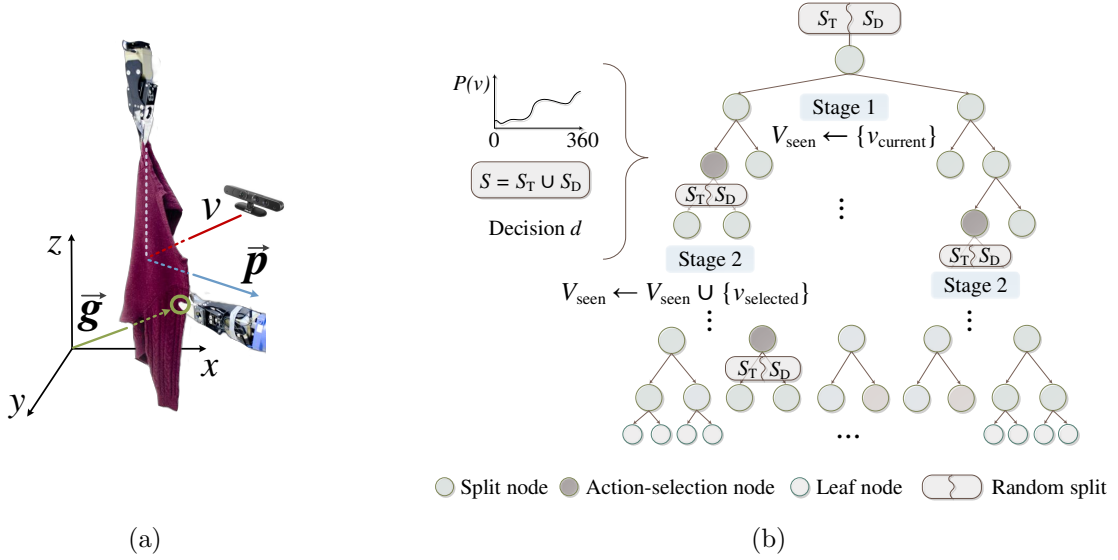 z
x
y
v
p
g
(a)
S_T S_D
P(v)
0 360
S = S_T ∪ S_D
Decision d
Stage 1
V_seen ← {v_current}
S_T S_D
Stage 2
V_seen ← V_seen ∪ {v_selected}
S_T S_D
Stage 2
S_T S_D
Split node
Action-selection node
Leaf node
Random split
(b)